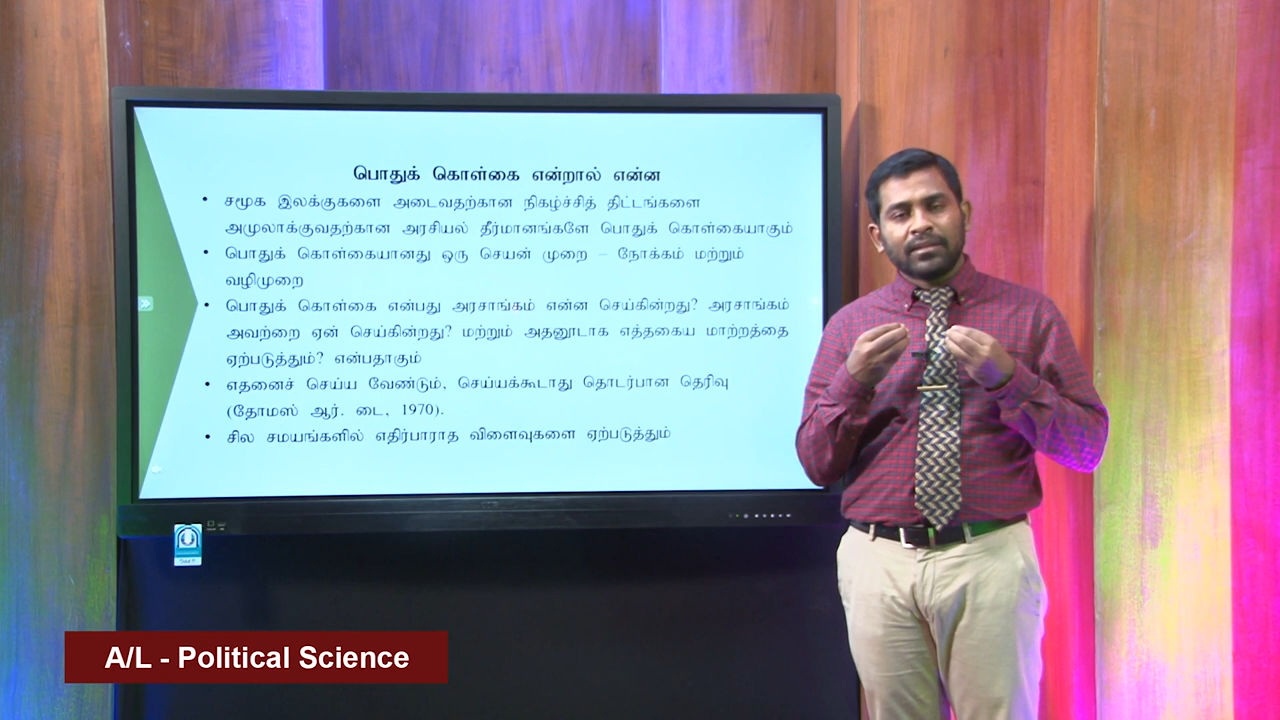 பொதுக் கொள்கை என்றால் என்ன
• சமூக இலக்குகளை அடைவதற்கான நிகழ்ச்சித் திட்டங்களை
அமுலாக்குவதற்கான அரசியல் தீர்மானங்களே பொதுக் கொள்கையாகும்
• பொதுக் கொள்கையானது ஒரு செயன் முறை – நோக்கம் மற்றும்
வழிமுறை
• பொதுக் கொள்கை என்பது அரசாங்கம் என்ன செய்கின்றது? அரசாங்கம்
அவற்றை ஏன் செய்கின்றது? மற்றும் அதனூடாக எத்தகைய மாற்றத்தை
ஏற்படுத்தும்? என்பதாகும்
• எதனைச் செய்ய வேண்டும், செய்யக்கூடாது தொடர்பான தெரிவு
(தோமஸ் ஆர். டை, 1970).
• சில சமயங்களில் எதிர்பாராத விளைவுகளை ஏற்படுத்தும்
A/L - Political Science